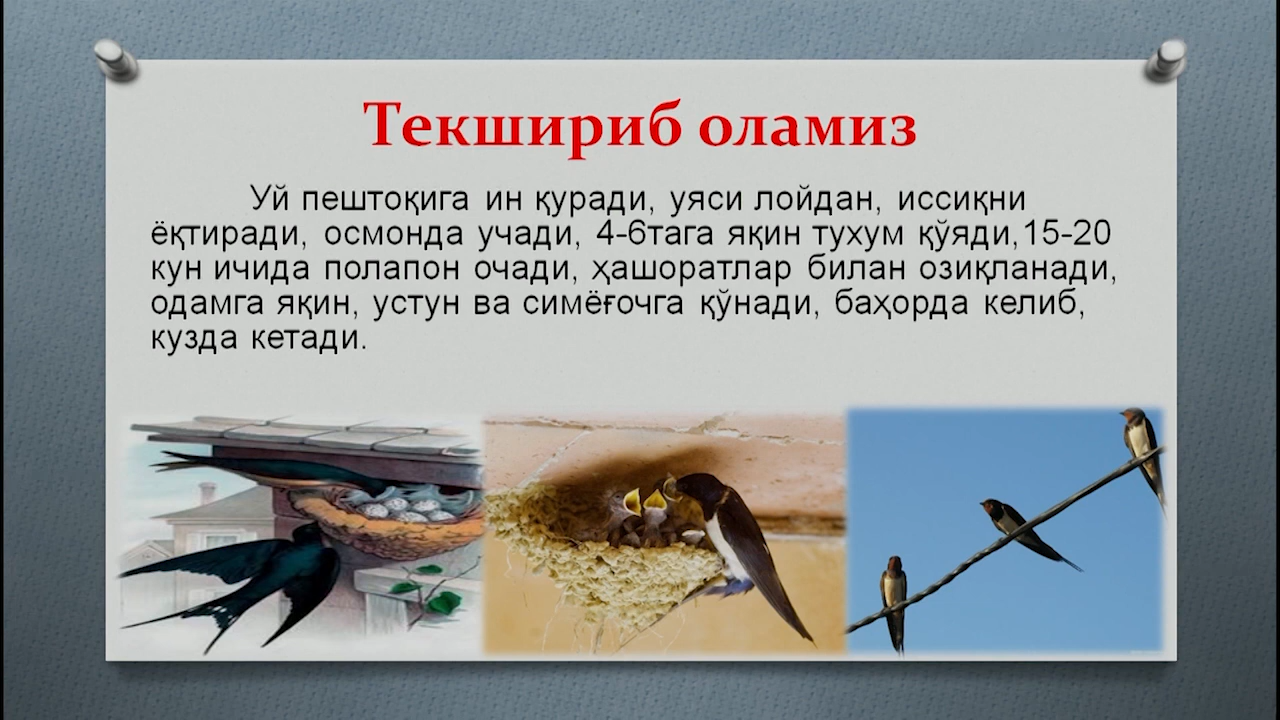 Текшириб оламиз
Уй пештоқига ин қуради, уяси лойдан, иссиқни
ёқтиради, осмонда учади, 4-6тага яқин тухум қўяди,15-20
кун ичида полапон очади, ҳашоратлар билан озиқланади,
одамга яқин, устун ва симёғочга қўнади, баҳорда келиб,
кузда кетади.